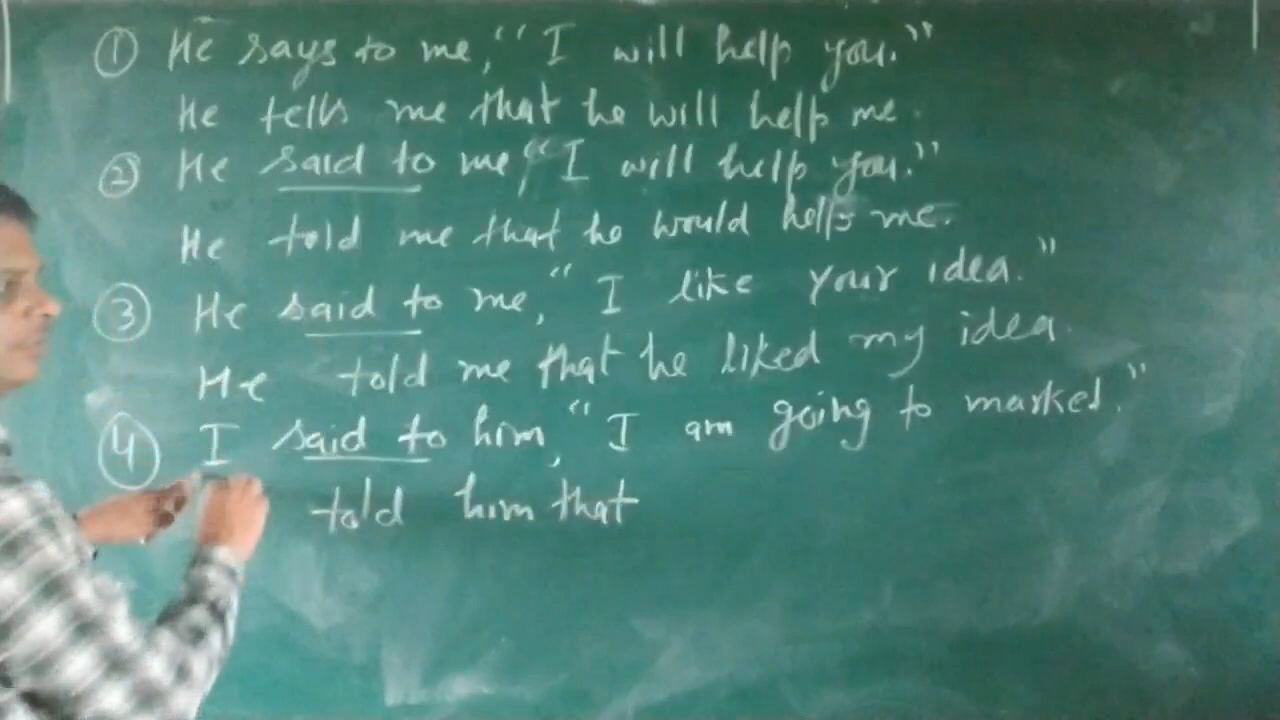 ① He says to me, "I will help you."
He tells me that he will help me.
② He said to me, "I will help you."
He told me that he would help me.
③ He said to me, "I like your idea."
He told me that he liked my idea.
④ I said to him, "I am going to market."
told him that